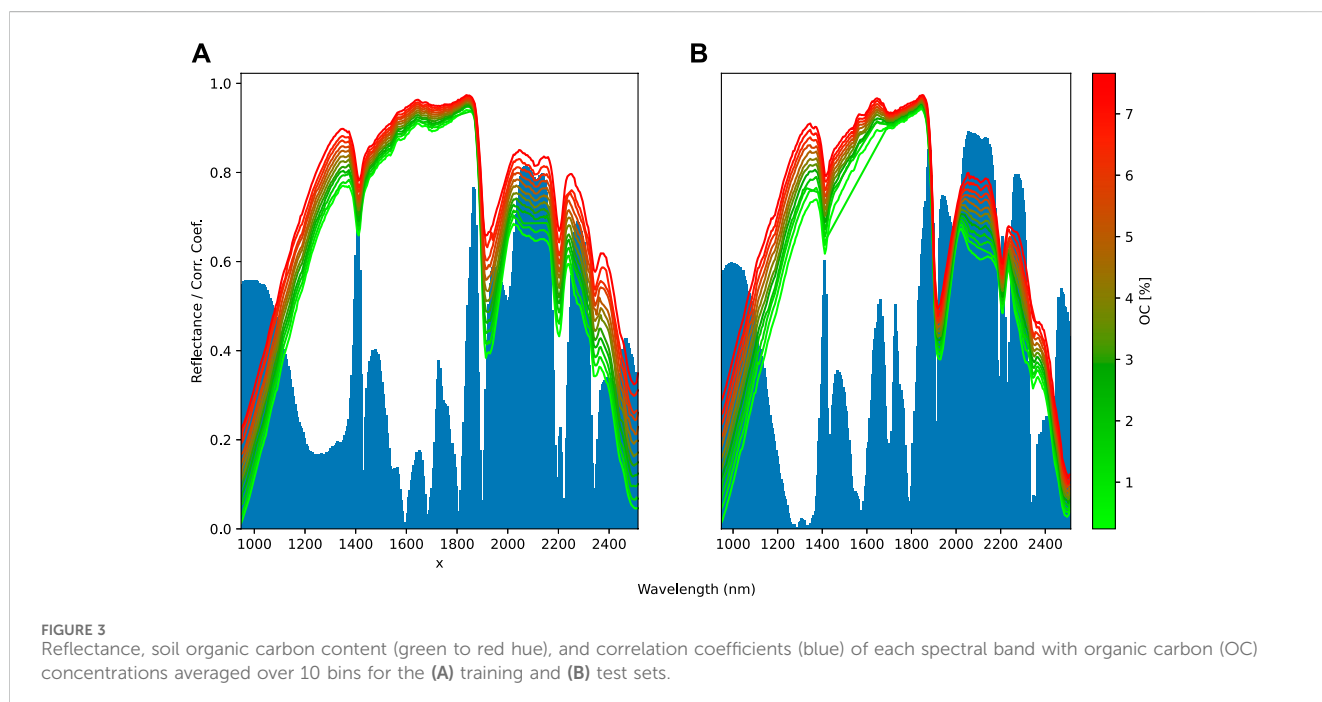 A
B
1.0
0.8
0.6
0.4
0.2
0.0
Reflectance / Corr. Coef.
1000 1200 1400 1600 1800 2000 2200 2400
x
1000 1200 1400 1600 1800 2000 2200 2400
Wavelength (nm)
7
6
5
4
3
2
1
OC [%]
FIGURE 3
Reflectance, soil organic carbon content (green to red hue), and correlation coefficients (blue) of each spectral band with organic carbon (OC)
concentrations averaged over 10 bins for the (A) training and (B) test sets.